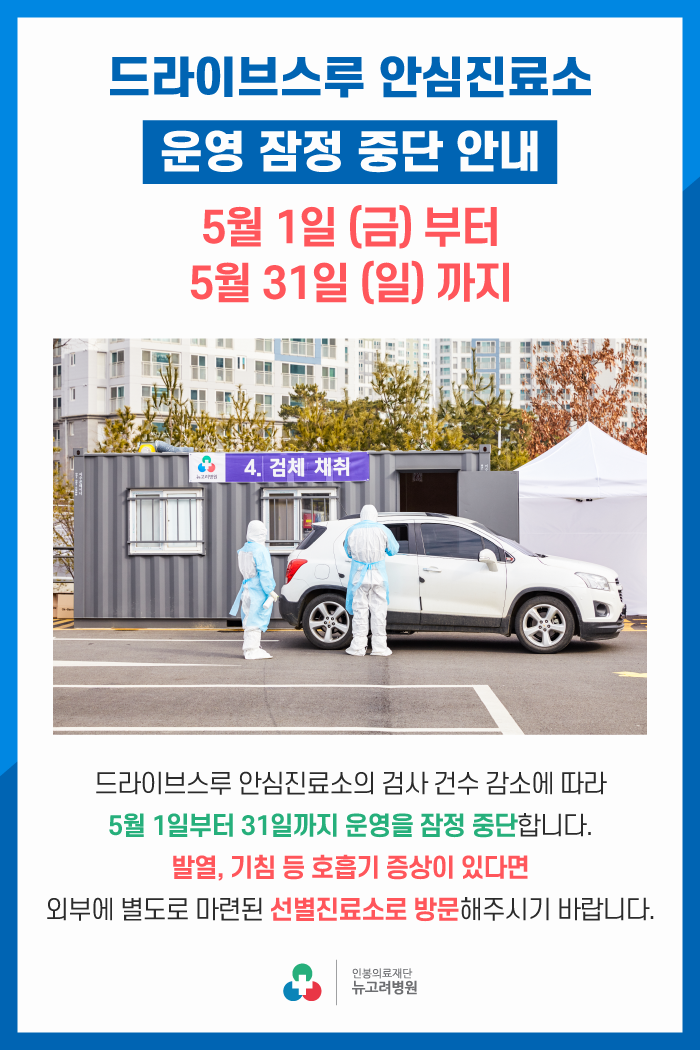 드라이브스루 안심진료소
운영 잠정 중단 안내
5월 1일 (금) 부터
5월 31일 (일) 까지
뉴고려병원
4. 검체 채취
드라이브스루 안심진료소의 검사 건수 감소에 따라
5월 1일부터 31일까지 운영을 잠정 중단합니다.
발열, 기침 등 호흡기 증상이 있다면
외부에 별도로 마련된 선별진료소로 방문해주시기 바랍니다.
인봉의료재단
뉴고려병원